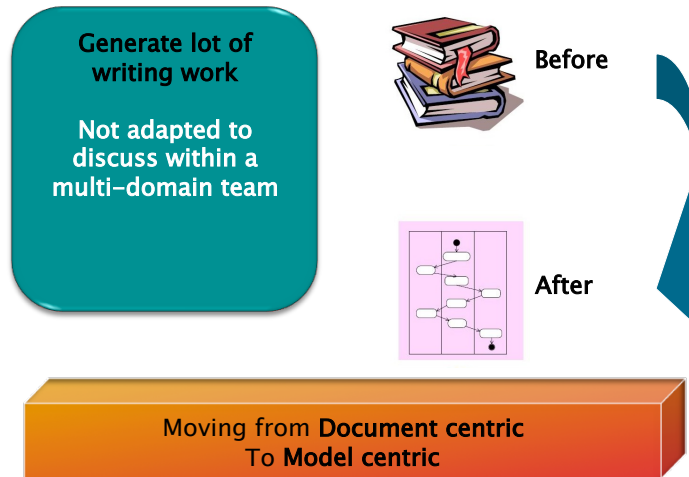 Generate lot of
writing work
Not adapted to
discuss within a
multi-domain team
Before
After
Moving from Document centric
To Model centric